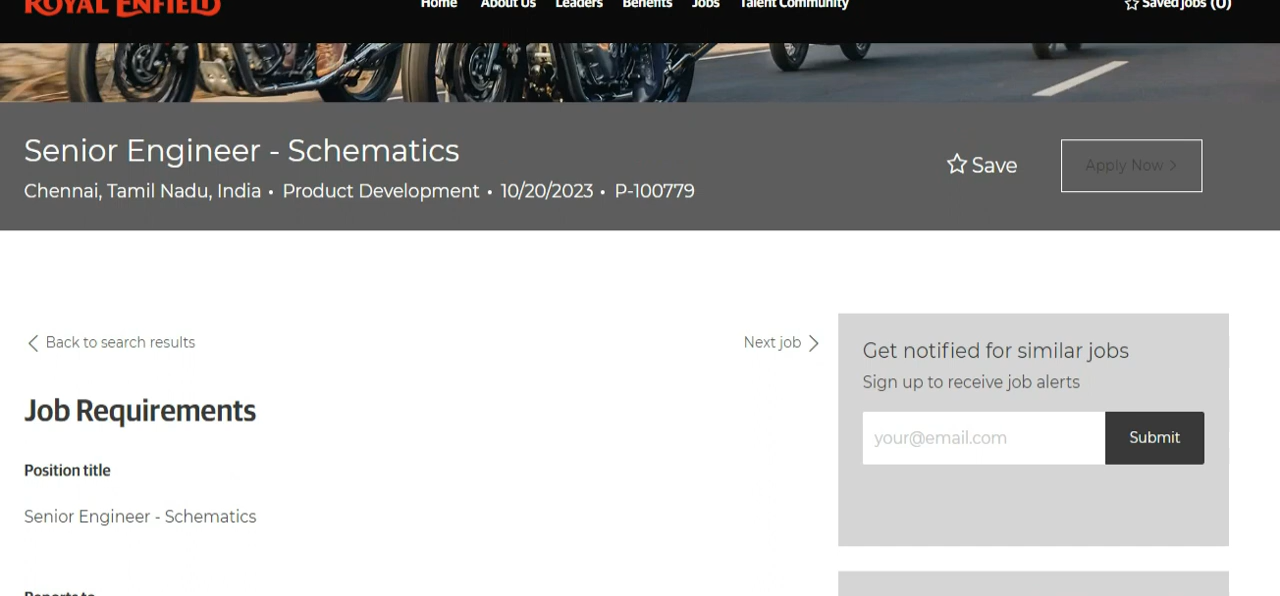 ROYAL ENFIELD
Home About Us Leaders Benefits Jobs Talent Community
Saved jobs (0)
Senior Engineer - Schematics
Chennai, Tamil Nadu, India • Product Development • 10/20/2023 • P-100779
Save
Apply Now
Back to search results
Next job
Job Requirements
Position title
Senior Engineer - Schematics
Reports to
Get notified for similar jobs
Sign up to receive job alerts
your@email.com
Submit